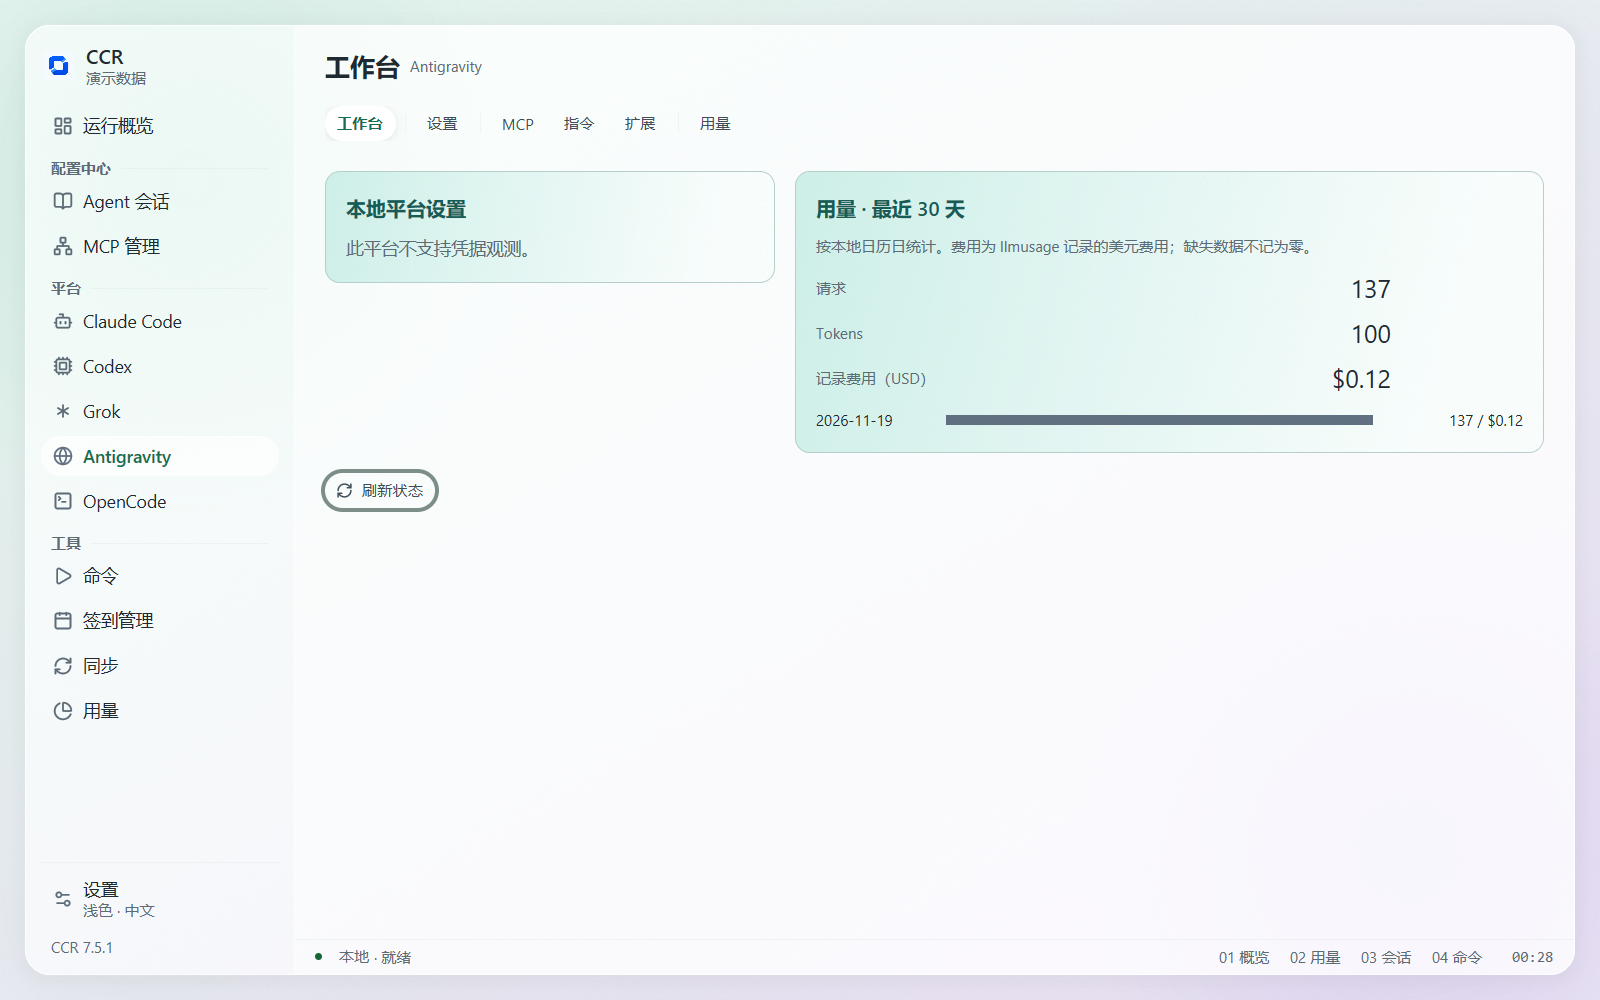 CCR
演示数据
运行概览
配置中心
Agent 会话
MCP 管理
平台
Claude Code
Codex
Grok
Antigravity
OpenCode
工具
命令
签到管理
同步
用量
设置
浅色 · 中文
CCR 7.5.1
工作台 Antigravity
工作台 设置 MCP 指令 扩展 用量
本地平台设置
此平台不支持凭据观测。
用量 · 最近 30 天
按本地日历日统计。费用为 llmusage 记录的美元费用；缺失数据不记为零。
请求 137
Tokens 100
记录费用（USD） $0.12
2026-11-19 137 / $0.12
刷新状态
本地 · 就绪
01 概览 02 用量 03 会话 04 命令 00:28